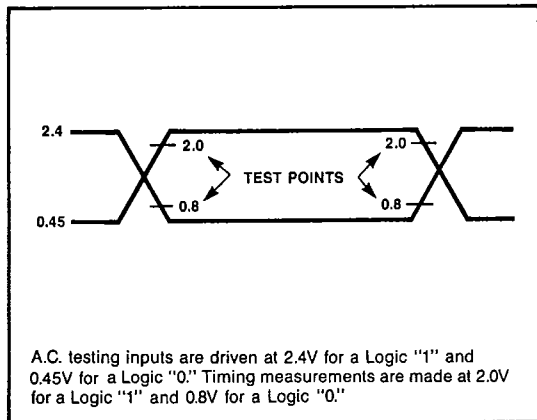 2.4
2.0
2.0
TEST POINTS
0.8
0.8
0.45
A.C. testing inputs are driven at 2.4V for a Logic "1" and
0.45V for a Logic "0." Timing measurements are made at 2.0V
for a Logic "1" and 0.8V for a Logic "0."